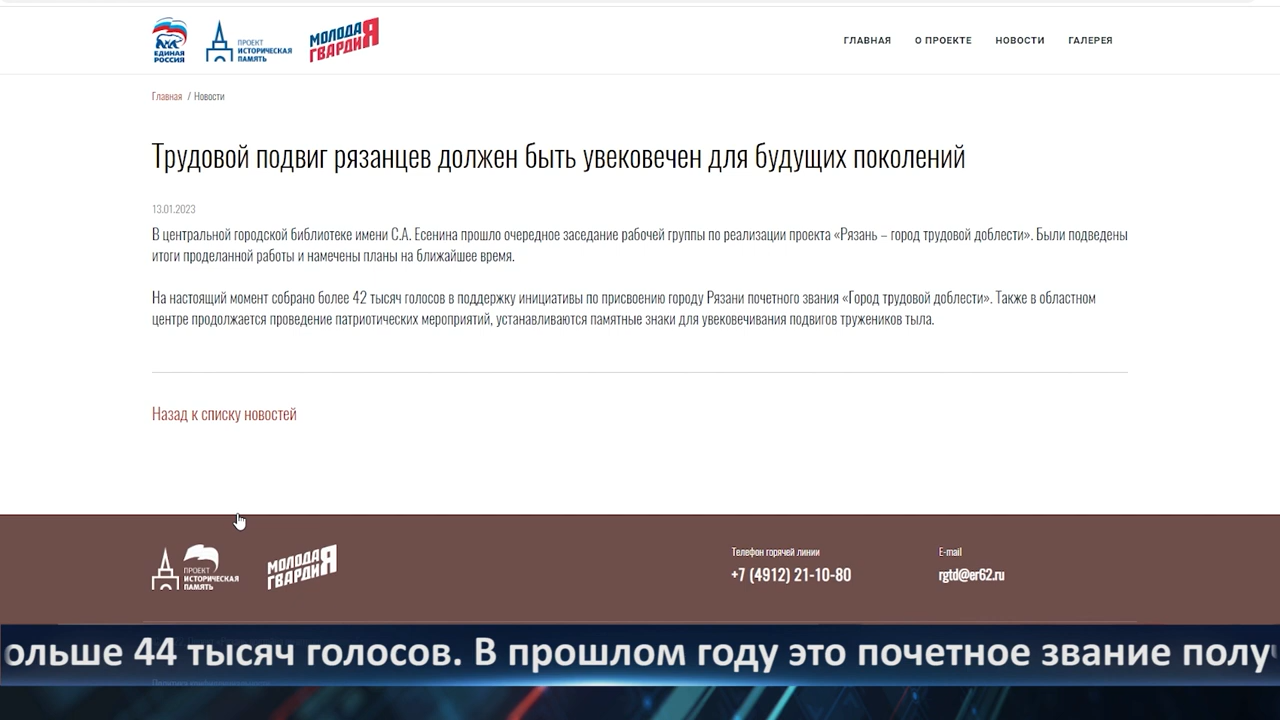 ЕДИНАЯ
РОССИЯ
ПРОЕКТ
ИСТОРИЧЕСКАЯ
ПАМЯТЬ
МОЛОДАЯ
ГВАРДИЯ
ГЛАВНАЯ О ПРОЕКТЕ НОВОСТИ ГАЛЕРЕЯ
Главная / Новости
Трудовой подвиг рязанцев должен быть увековечен для будущих поколений
13.01.2023
В центральной городской библиотеке имени С.А. Есенина прошло очередное заседание рабочей группы по реализации проекта «Рязань – город трудовой доблести». Были подведены
итоги проделанной работы и намечены планы на ближайшее время.
На настоящий момент собрано более 42 тысяч голосов в поддержку инициативы по присвоению городу Рязани почетного звания «Город трудовой доблести». Также в областном
центре продолжается проведение патриотических мероприятий, устанавливаются памятные знаки для увековечивания подвигов тружеников тыла.
Назад к списку новостей
ПРОЕКТ
ИСТОРИЧЕСКАЯ
ПАМЯТЬ
МОЛОДАЯ
ГВАРДИЯ
Телефон горячей линии
+7 (4912) 21-10-80
E-mail
rgtd@er62.ru
ольше 44 тысяч голосов. В прошлом году это почетное звание полу